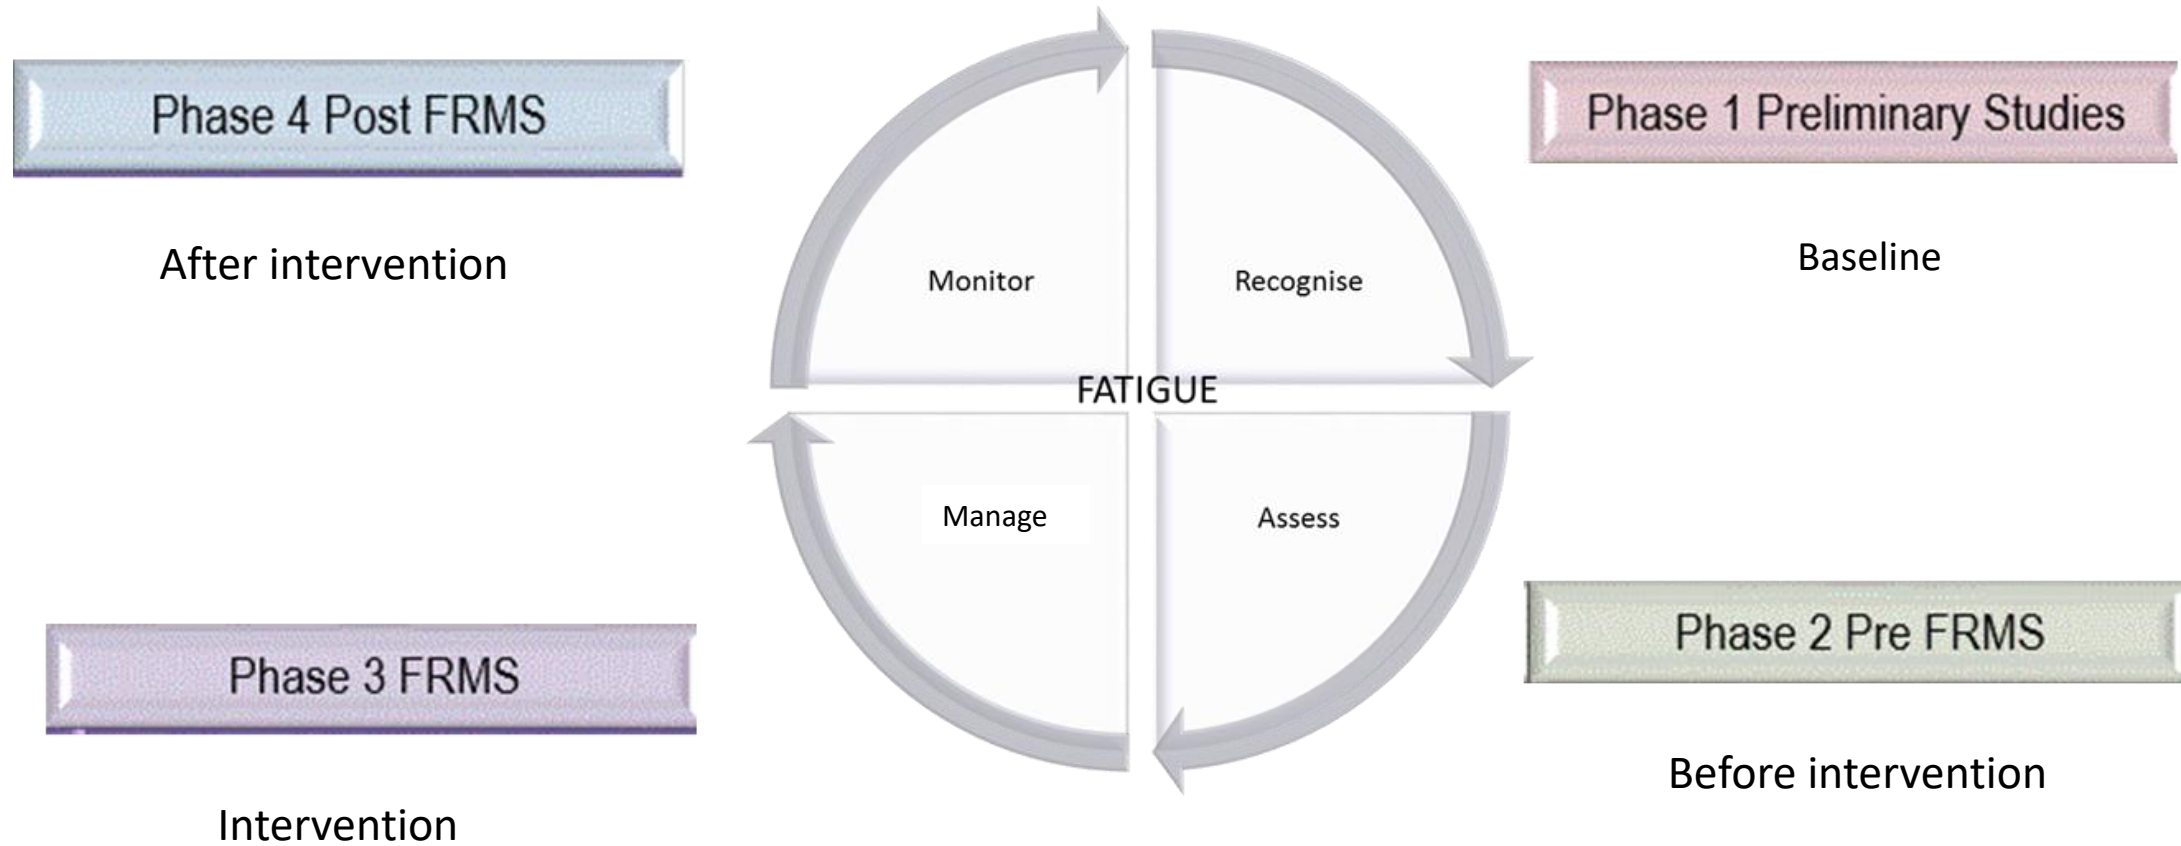 Phase 4 Post FRMS
Phase 1 Preliminary Studies
After intervention
Baseline
Monitor
Recognise
FATIGUE
Manage
Assess
Phase 3 FRMS
Phase 2 Pre FRMS
Intervention
Before intervention